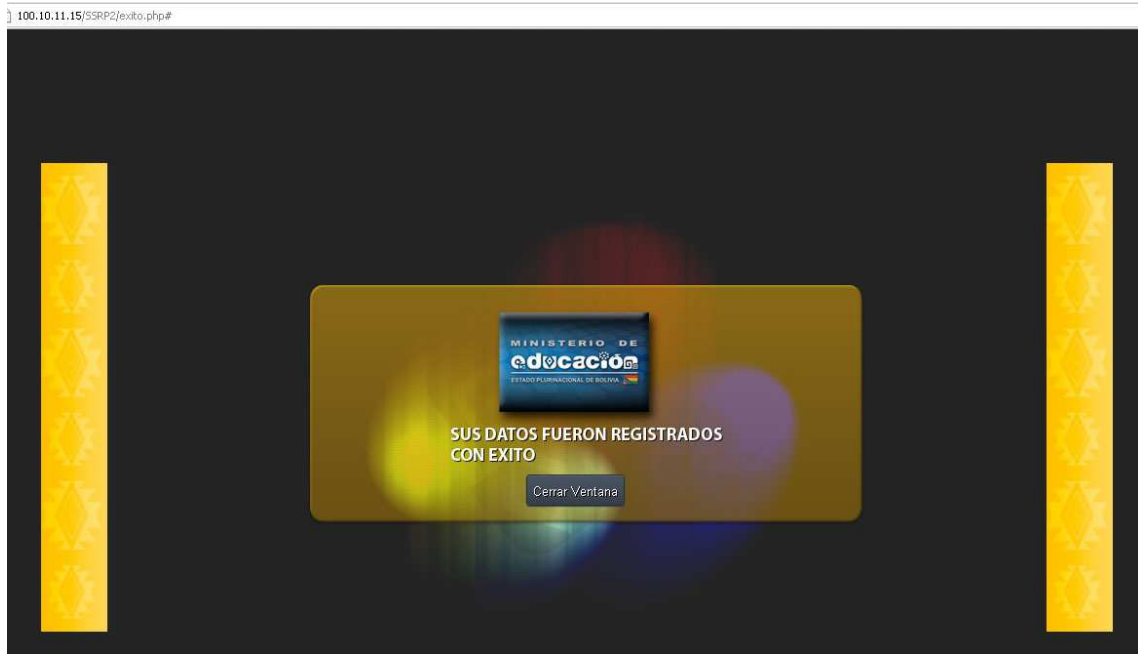 100.10.11.15/SSRP2/exito.php#
MINISTERIO DE
educación
ESTADO PLURINACIONAL DE BOLIVIA
SUS DATOS FUERON REGISTRADOS
CON EXITO
Cerrar Ventana